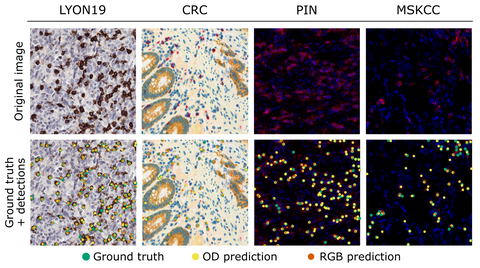 LYON19 CRC PIN MSKCC
Original image
Ground truth
+ detections
Ground truth OD prediction RGB prediction